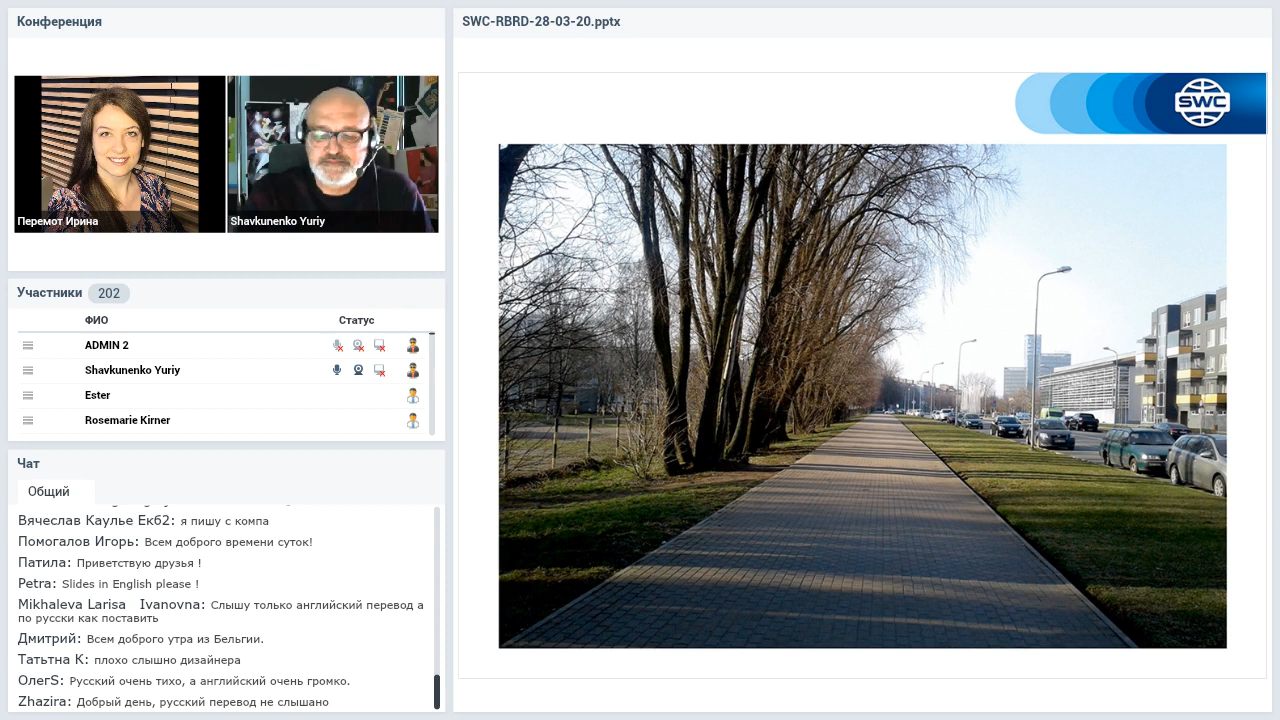 Конференция
Перемот Ирина
Shavkunenko Yuriy
Участники 202
ФИО Статус
ADMIN 2
Shavkunenko Yuriy
Ester
Rosemarie Kirner
Чат
Общий
Вячеслав Каулье Екб2: я пишу с компа
Помогалов Игорь: Всем доброго времени суток!
Патила: Приветствую друзья !
Petra: Slides in English please !
Mikhaleva Larisa Ivanovna: Слышу только английский перевод а
по русски как поставить
Дмитрий: Всем доброго утра из Бельгии.
Татьтна К: плохо слышно дизайнера
ОлегS: Русский очень тихо, а английский очень громко.
Zhazira: Добрый день, русский перевод не слышано
SWC-RBRD-28-03-20.pptx
SWC